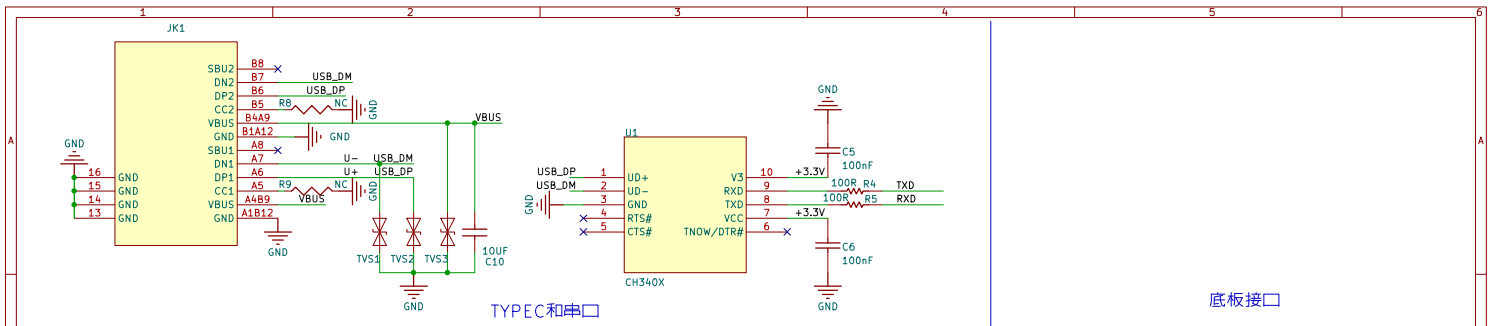 1 2 3 4 5 6
A A
JK1
SBU2 B8
DN2 B7 USB_DM
DP2 B6 USB_DP
CC2 B5 R8 NC GND
VBUS B4A9 VBUS
GND B1A12 GND
SBU1 A8
DN1 A7 U- USB_DM
DP1 A6 U+ USB_DP
CC1 A5 R9 NC GND
VBUS A4B9 VBUS
GND A1B12
GND
GND
16 GND
15 GND
14 GND
13 GND
TVS1 TVS2 TVS3
10UF
C10
GND
U1
USB_DP 1 UD+
USB_DM 2 UD-
GND 3 GND
4 RTS#
5 CTS#
V3 10 +3.3V
RXD 9 100R R4 TXD
TXD 8 100R R5 RXD
VCC 7 +3.3V
TNOW/DTR# 6
CH340X
GND
C5
100nF
C6
100nF
GND
TYPEC和串口
底板接口